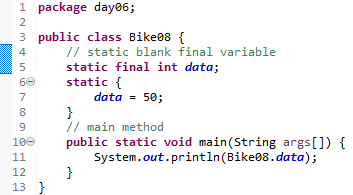 1 package day06;
2
3 public class Bike08 {
4     // static blank final variable
5     static final int data;
6     static {
7         data = 50;
8     }
9     // main method
10     public static void main(String args[]) {
11         System.out.println(Bike08.data);
12     }
13 }